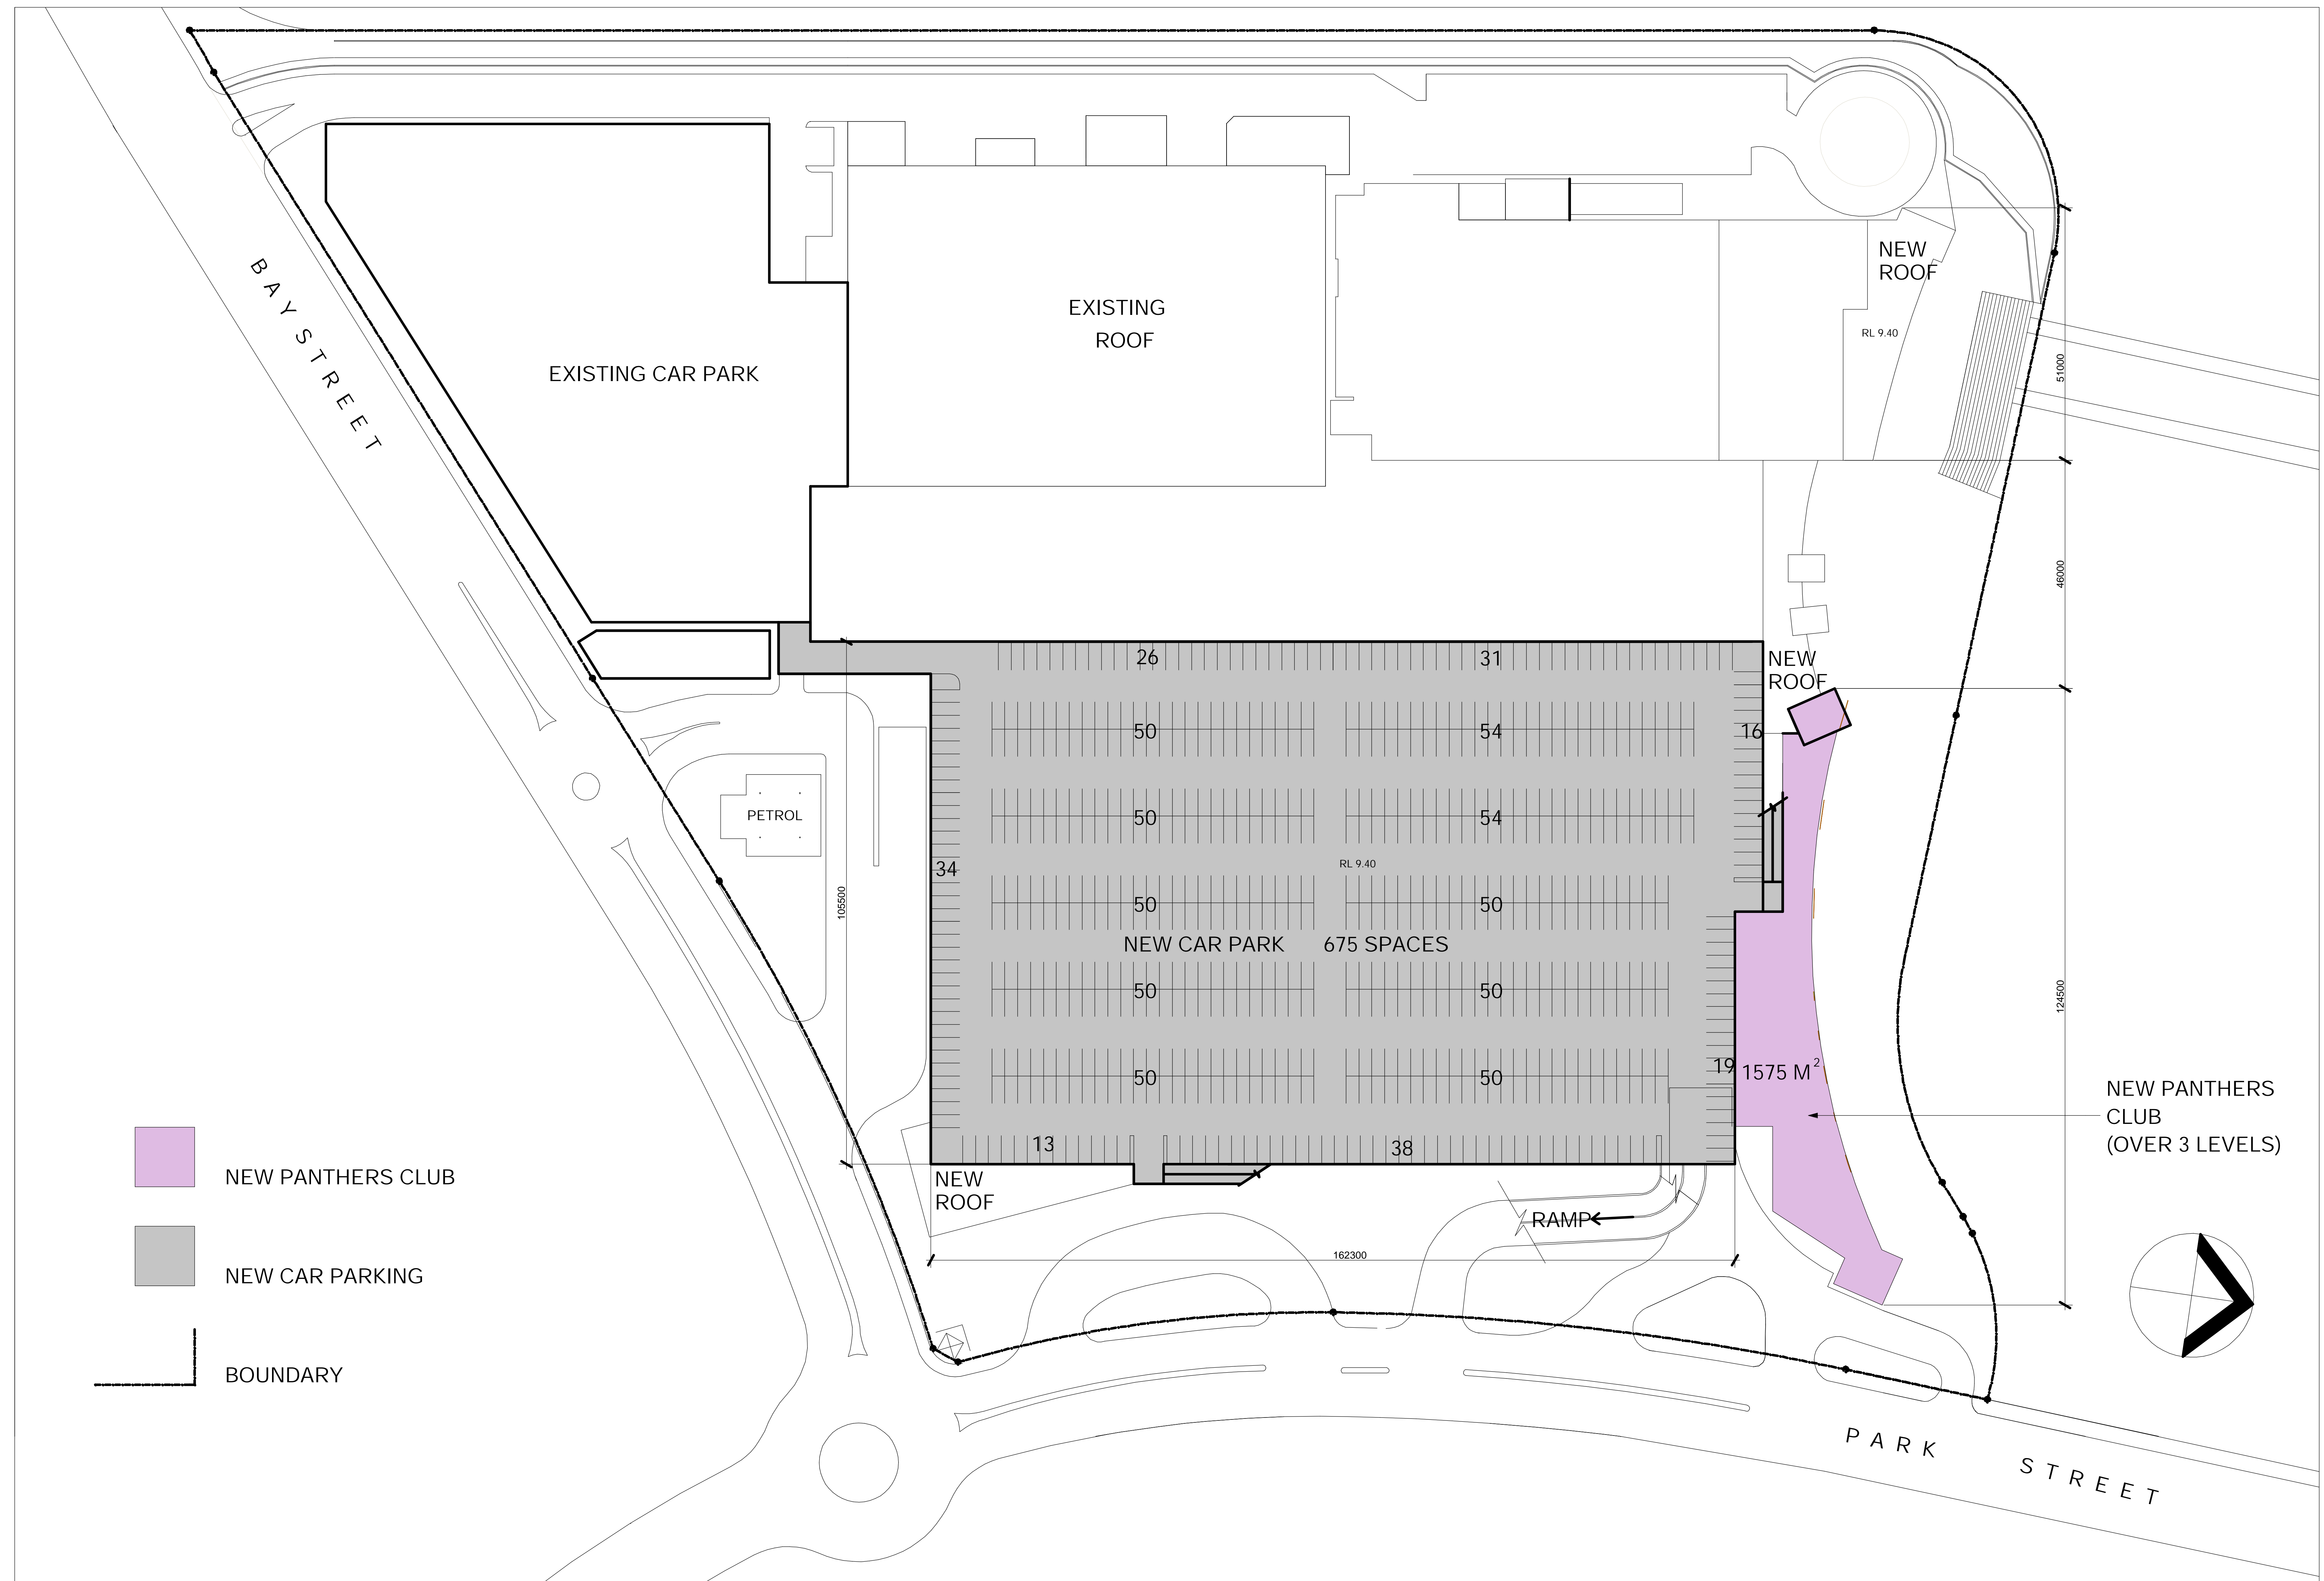 BAY STREET
EXISTING CAR PARK
EXISTING
ROOF
NEW
ROOF
RL 9.40
51000
46000
124500
NEW
ROOF
26
31
50
54
16
50
54
PETROL
34
RL 9.40
105500
50
50
NEW CAR PARK 675 SPACES
50
50
50
50
19
1575 M²
13
38
NEW
ROOF
RAMP
162300
NEW PANTHERS
CLUB
(OVER 3 LEVELS)
NEW PANTHERS CLUB
NEW CAR PARKING
BOUNDARY
PARK STREET